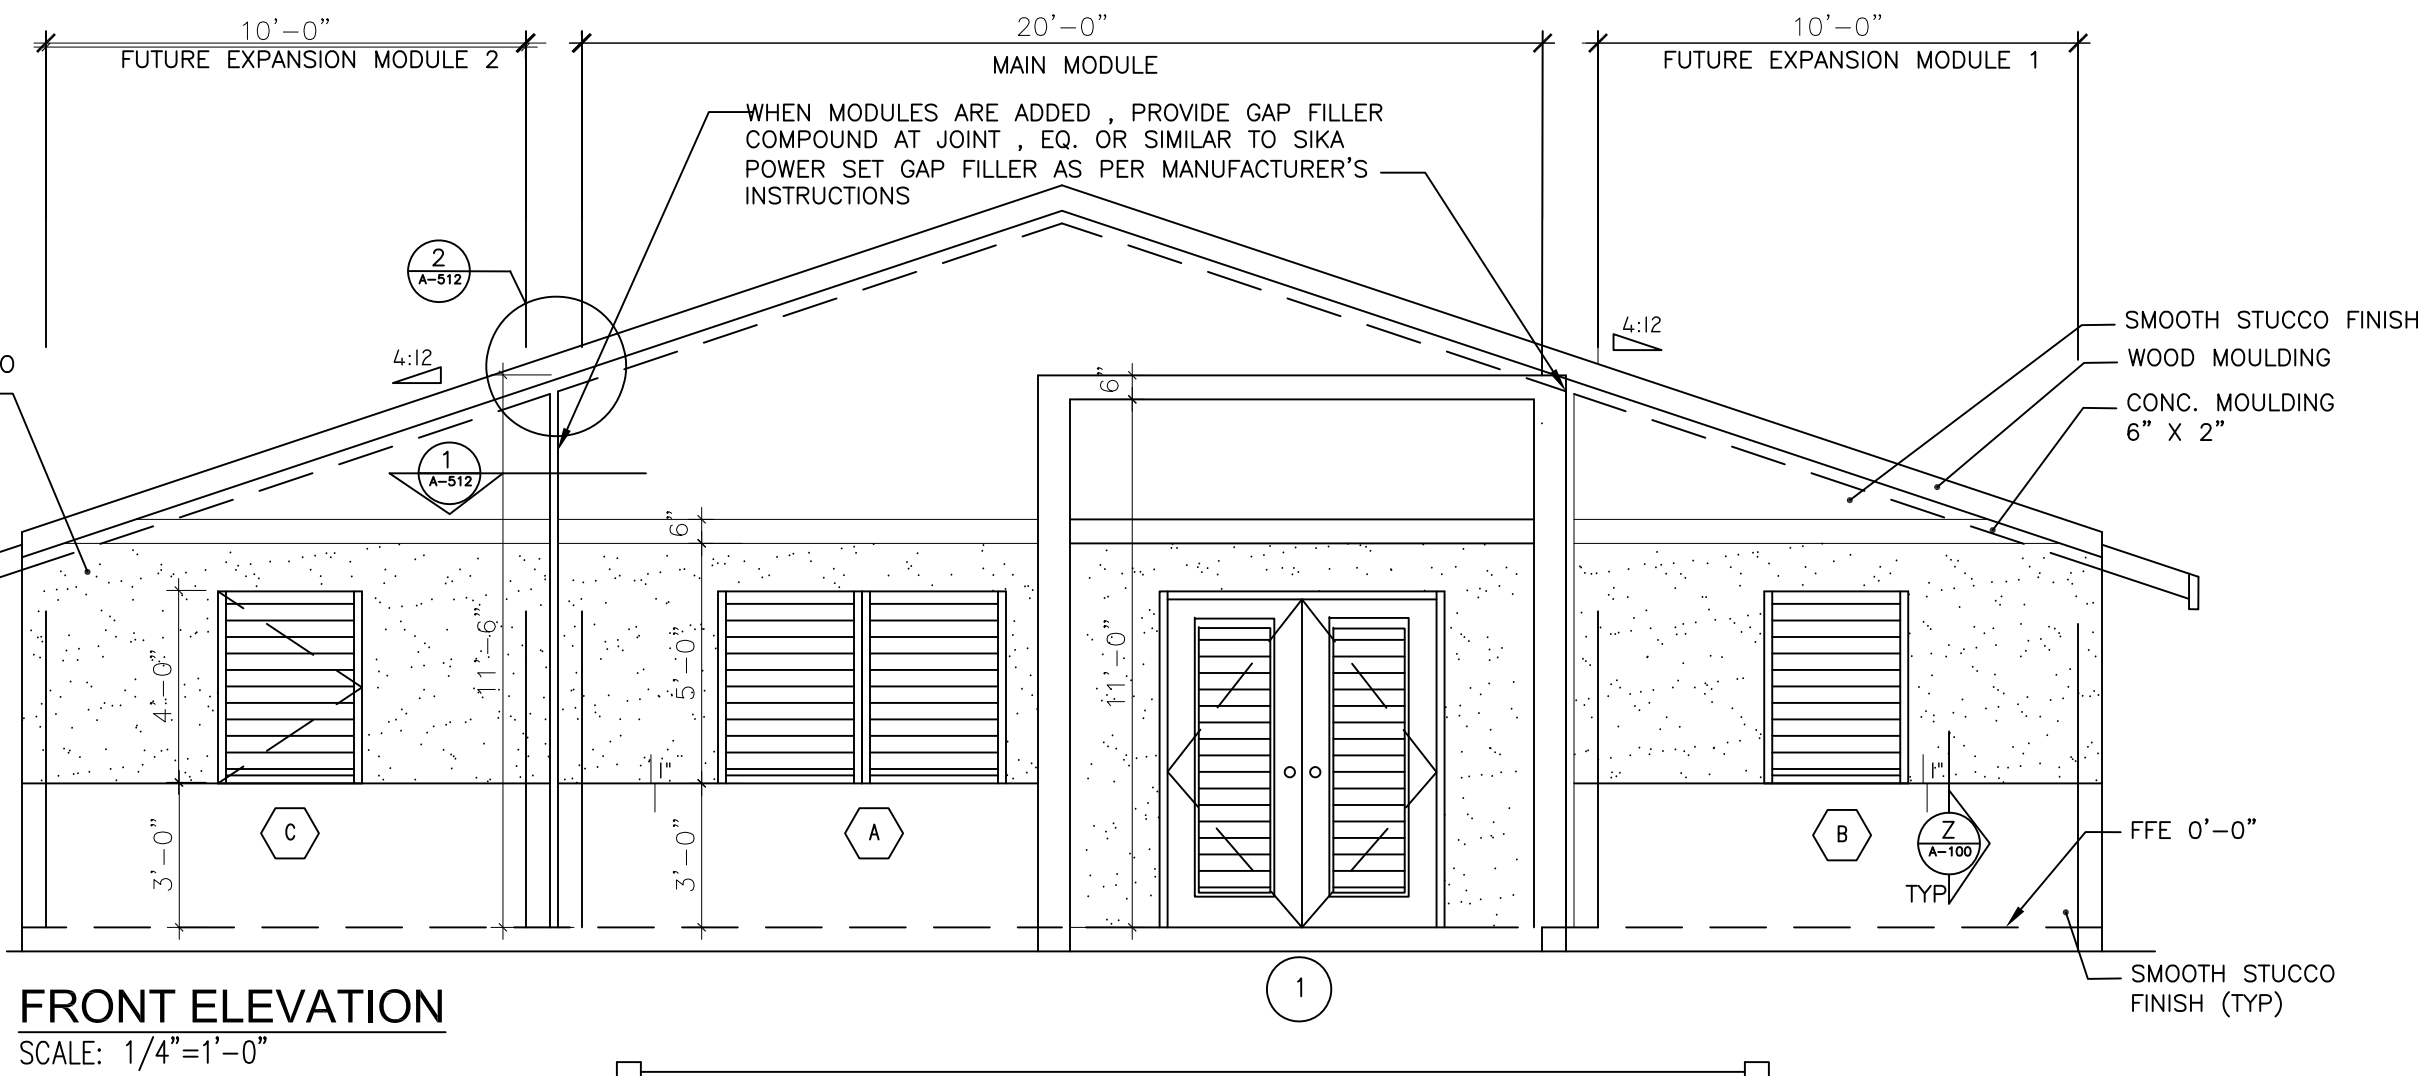 10'-0"
FUTURE EXPANSION MODULE 2
20'-0"
MAIN MODULE
10'-0"
FUTURE EXPANSION MODULE 1
WHEN MODULES ARE ADDED , PROVIDE GAP FILLER
COMPOUND AT JOINT , EQ. OR SIMILAR TO SIKA
POWER SET GAP FILLER AS PER MANUFACTURER'S
INSTRUCTIONS
2
A-512
4:12
4:12
SMOOTH STUCCO FINISH
WOOD MOULDING
CONC. MOULDING
6" X 2"
O
1
A-512
6"
6"
4'-0"
11'-6"
5'-0"
11'-0"
1"
1"
3'-0"
3'-0"
C
A
B
Z
A-100
TYP
FFE 0'-0"
SMOOTH STUCCO
FINISH (TYP)
1
FRONT ELEVATION
SCALE: 1/4"=1'-0"